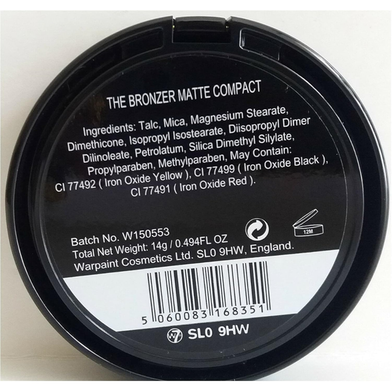 THE BRONZER MATTE COMPACT
Ingredients: Talc, Mica, Magnesium Stearate,
Dimethicone, Isopropyl Isostearate, Diisopropyl Dimer
Dilinoleate, Petrolatum, Silica Dimethyl Silylate,
Propylparaben, Methylparaben, May Contain:
CI 77492 ( Iron Oxide Yellow ), CI 77499 ( Iron Oxide Black ),
CI 77491 ( Iron Oxide Red ).
Batch No. W150553
Total Net Weight: 14g / 0.494FL OZ
Warpaint Cosmetics Ltd. SL0 9HW, England.
12M
5 060083 168351
W7 SL0 9HW